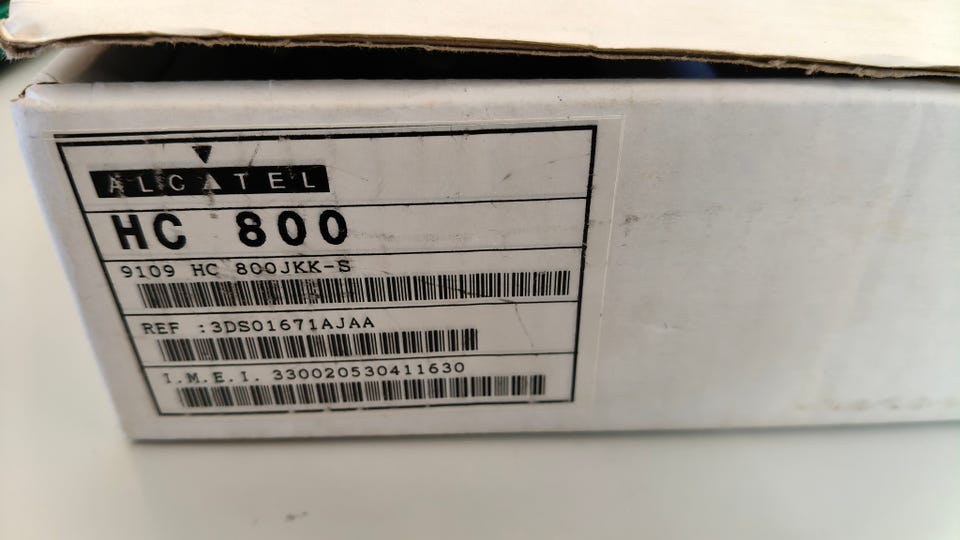 ALCATEL
HC 800
9109 HC 800JKK-S
REF :3DS01671AJAA
I.M.E.I. 330020530411630